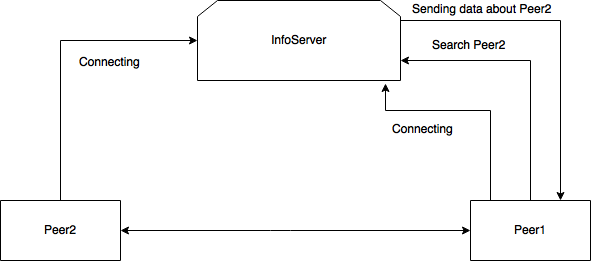 Sending data about Peer2
InfoServer
Search Peer2
Connecting
Connecting
Peer2
Peer1